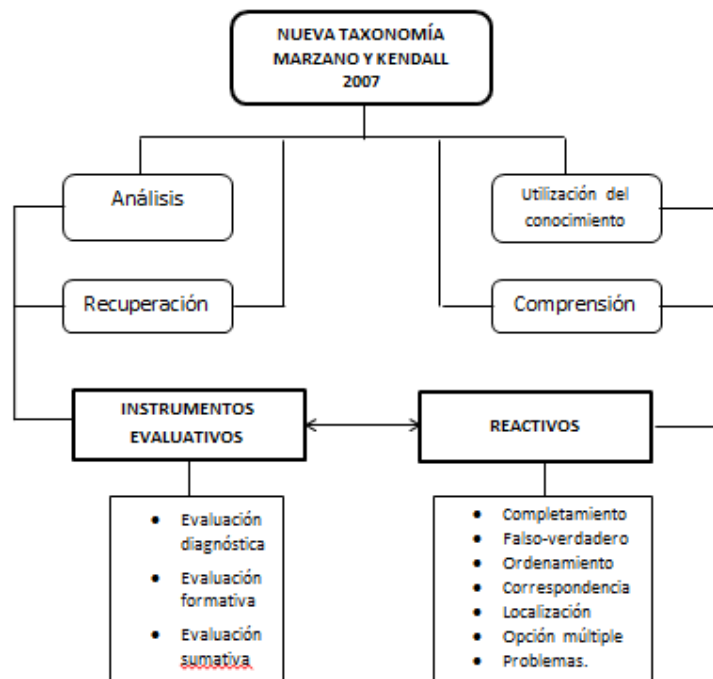 NUEVA TAXONOMÍA
MARZANO Y KENDALL
2007
Análisis
Utilización del
conocimiento
Recuperación
Comprensión
INSTRUMENTOS
EVALUATIVOS
REACTIVOS
• Evaluación
diagnóstica
• Evaluación
formativa
• Evaluación
sumativa
• Completamiento
• Falso-verdadero
• Ordenamiento
• Correspondencia
• Localización
• Opción múltiple
• Problemas.